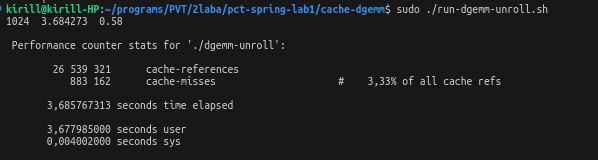 kirill@kirill-HP:~/programs/PVT/2laba/pct-spring-lab1/cache-dgemm$ sudo ./run-dgemm-unroll.sh
1024  3.684273  0.58
Performance counter stats for './dgemm-unroll':
26 539 321      cache-references
883 162      cache-misses                #    3,33% of all cache refs
3,685767313 seconds time elapsed
3,677985000 seconds user
0,004002000 seconds sys